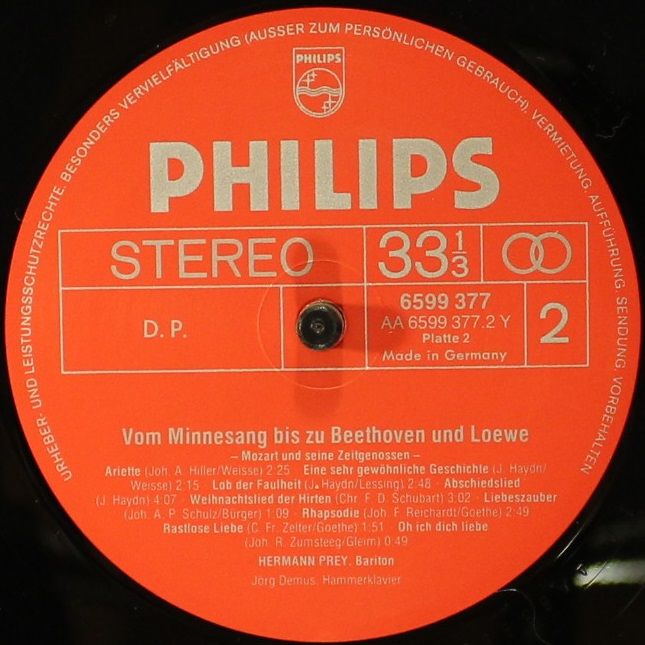 URHEBER- UND LEISTUNGSSCHUTZRECHTE, BESONDERS VERVIELFÄLTIGUNG (AUSSER ZUM PERSÖNLICHEN GEBRAUCH), VERMIETUNG, AUFFÜHRUNG, SENDUNG, VORBEHALTEN
PHILIPS
PHILIPS
STEREO 33 1/3
D. P.
6599 377
AA 6599 377.2 Y
Platte 2
Made in Germany
2
Vom Minnesang bis zu Beethoven und Loewe
– Mozart und seine Zeitgenossen –
Ariette (Joh. A. Hiller/Weisse) 2:25 · Eine sehr gewöhnliche Geschichte (J. Haydn/
Weisse) 2:15 · Lob der Faulheit (J. Haydn/Lessing) 2:48 · Abschiedslied
(J. Haydn) 4:07 · Weihnachtslied der Hirten (Chr. F. D. Schubart) 3:02 · Liebeszauber
(Joh. A. P. Schulz/Bürger) 1:09 · Rhapsodie (Joh. F. Reichardt/Goethe) 2:49
Rastlose Liebe (C. Fr. Zelter/Goethe) 1:51 · Oh ich dich liebe
(Joh. R. Zumsteeg/Gleim) 0:49
HERMANN PREY, Bariton
Jörg Demus, Hammerklavier